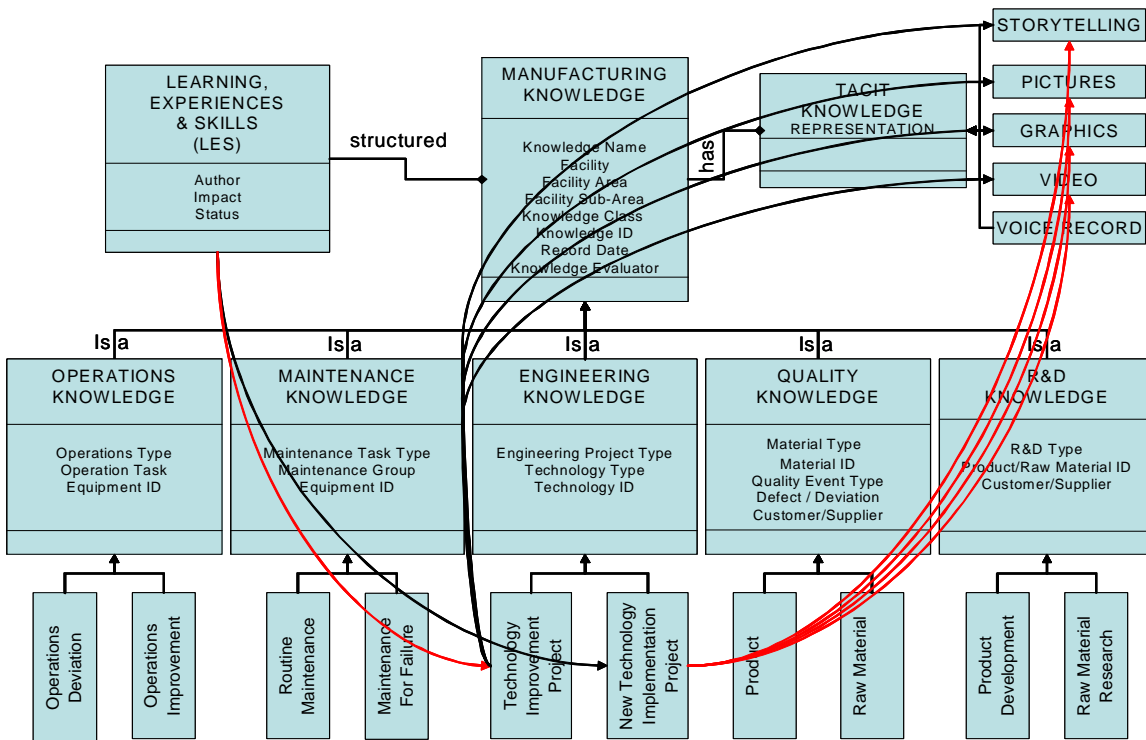 STORYTELLING
LEARNING,
EXPERIENCES
& SKILLS
(LES)
Author
Impact
Status
structured
MANUFACTURING
KNOWLEDGE
Knowledge Name
Facility
Facility Area
Facility Sub-Area
Knowledge Class
Knowledge ID
Record Date
Knowledge Evaluator
has
TACIT
KNOWLEDGE
REPRESENTATION
PICTURES
GRAPHICS
VIDEO
VOICE RECORD
Is a
Is a
Is a
Is a
Is a
OPERATIONS
KNOWLEDGE
Operations Type
Operation Task
Equipment ID
MAINTENANCE
KNOWLEDGE
Maintenance Task Type
Maintenance Group
Equipment ID
ENGINEERING
KNOWLEDGE
Engineering Project Type
Technology Type
Technology ID
QUALITY
KNOWLEDGE
Material Type
Material ID
Quality Event Type
Defect / Deviation
Customer/Supplier
R&D
KNOWLEDGE
R&D Type
Product/Raw Material ID
Customer/Supplier
Operations
Deviation
Operations
Improvement
Routine
Maintenance
Maintenance
For Failure
Technology
Improvement
Project
New Technology
Implementation
Project
Product
Raw Material
Product
Development
Raw Material
Research